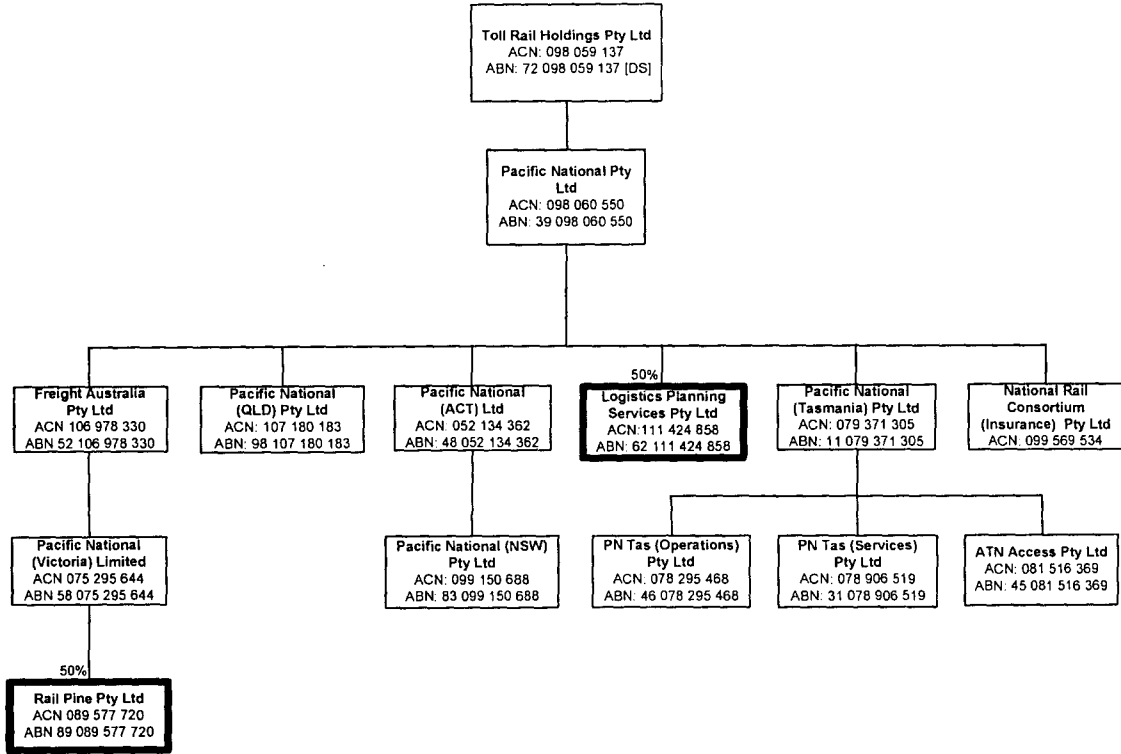 Toll Rail Holdings Pty Ltd
ACN: 098 059 137
ABN: 72 098 059 137 [DS]
Pacific National Pty
Ltd
ACN: 098 060 550
ABN: 39 098 060 550
Freight Australia
Pty Ltd
ACN 106 978 330
ABN 52 106 978 330
Pacific National
(QLD) Pty Ltd
ACN: 107 180 183
ABN: 98 107 180 183
Pacific National
(ACT) Ltd
ACN: 052 134 362
ABN: 48 052 134 362
50%
Logistics Planning
Services Pty Ltd
ACN:111 424 858
ABN: 62 111 424 858
Pacific National
(Tasmania) Pty Ltd
ACN: 079 371 305
ABN: 11 079 371 305
National Rail
Consortium
(Insurance) Pty Ltd
ACN: 099 569 534
Pacific National
(Victoria) Limited
ACN 075 295 644
ABN 58 075 295 644
Pacific National (NSW)
Pty Ltd
ACN: 099 150 688
ABN: 83 099 150 688
PN Tas (Operations)
Pty Ltd
ACN: 078 295 468
ABN: 46 078 295 468
PN Tas (Services)
Pty Ltd
ACN: 078 906 519
ABN: 31 078 906 519
ATN Access Pty Ltd
ACN: 081 516 369
ABN: 45 081 516 369
50%
Rail Pine Pty Ltd
ACN 089 577 720
ABN 89 089 577 720